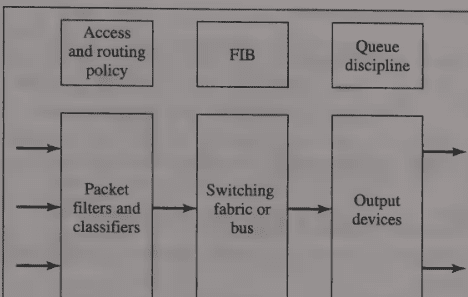 Access
and routing
policy
FIB
Queue
discipline
Packet
filters and
classifiers
Switching
fabric or
bus
Output
devices